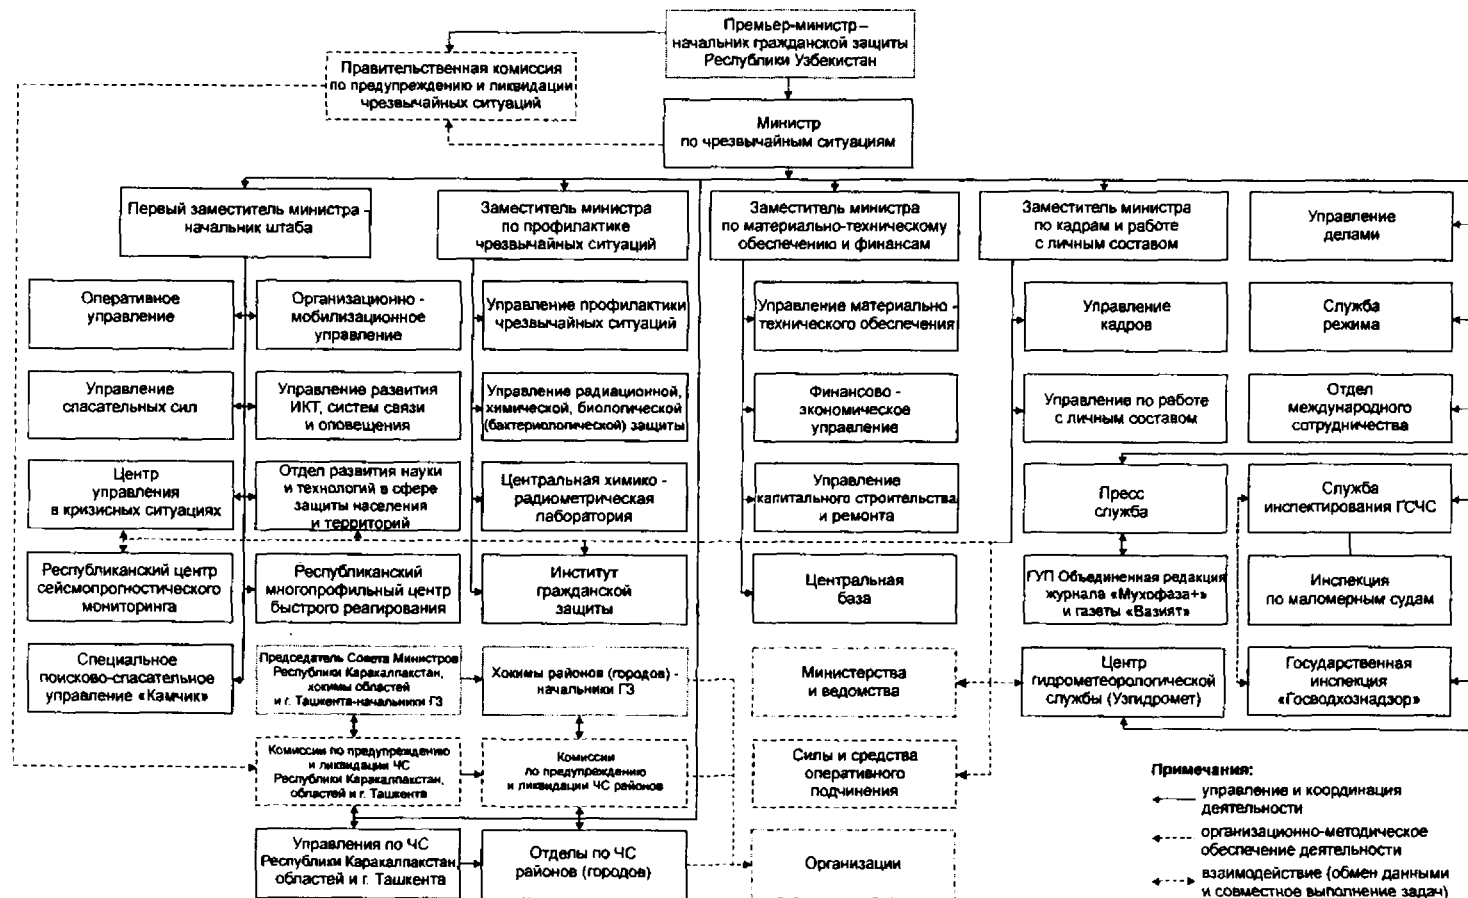 Премьер-министр –
начальник гражданской защиты
Республики Узбекистан
Правительственная комиссия
по предупреждению и ликвидации
чрезвычайных ситуаций
Министр
по чрезвычайным ситуациям
Первый заместитель министра -
начальник штаба
Заместитель министра
по профилактике
чрезвычайных ситуаций
Заместитель министра
по материально-техническому
обеспечению и финансам
Заместитель министра
по кадрам и работе
с личным составом
Управление
делами
Оперативное
управление
Организационно -
мобилизационное
управление
Управление профилактики
чрезвычайных ситуаций
Управление материально -
технического обеспечения
Управление
кадров
Служба
режима
Управление
спасательных сил
Управление развития
ИКТ, систем связи
и оповещения
Управление радиационной,
химической, биологической
(бактериологической) защиты
Финансово -
экономическое
управление
Управление по работе
с личным составом
Отдел
международного
сотрудничества
Центр
управления
в кризисных ситуациях
Отдел развития науки
и технологий в сфере
защиты населения
и территорий
Центральная химико -
радиометрическая
лаборатория
Управление
капитального строительства
и ремонта
Пресс
служба
Служба
инспектирования ГСЧС
Республиканский центр
сейсмопрогностического
мониторинга
Республиканский
многопрофильный центр
быстрого реагирования
Институт
гражданской
защиты
Центральная
база
ГУП Объединенная редакция
журнала «Мухофаза+»
и газеты «Вазият»
Инспекция
по маломерным судам
Специальное
поисково-спасательное
управление «Камчик»
Председатель Совета Министров
Республики Каракалпакстан,
хокимы областей
и г. Ташкента-начальники ГЗ
Хокимы районов (городов) -
начальники ГЗ
Министерства
и ведомства
Центр
гидрометеорологической
службы (Узгидромет)
Государственная
инспекция
«Госводхознадзор»
Комиссии по предупреждению
и ликвидации ЧС
Республики Каракалпакстан,
областей и г. Ташкента
Комиссии
по предупреждению
и ликвидации ЧС районов
Силы и средства
оперативного
подчинения
Управления по ЧС
Республики Каракалпакстан,
областей и г. Ташкента
Отделы по ЧС
районов (городов)
Организации
Примечания:
управление и координация
деятельности
организационно-методическое
обеспечение деятельности
взаимодействие (обмен данными
и совместное выполнение задач)